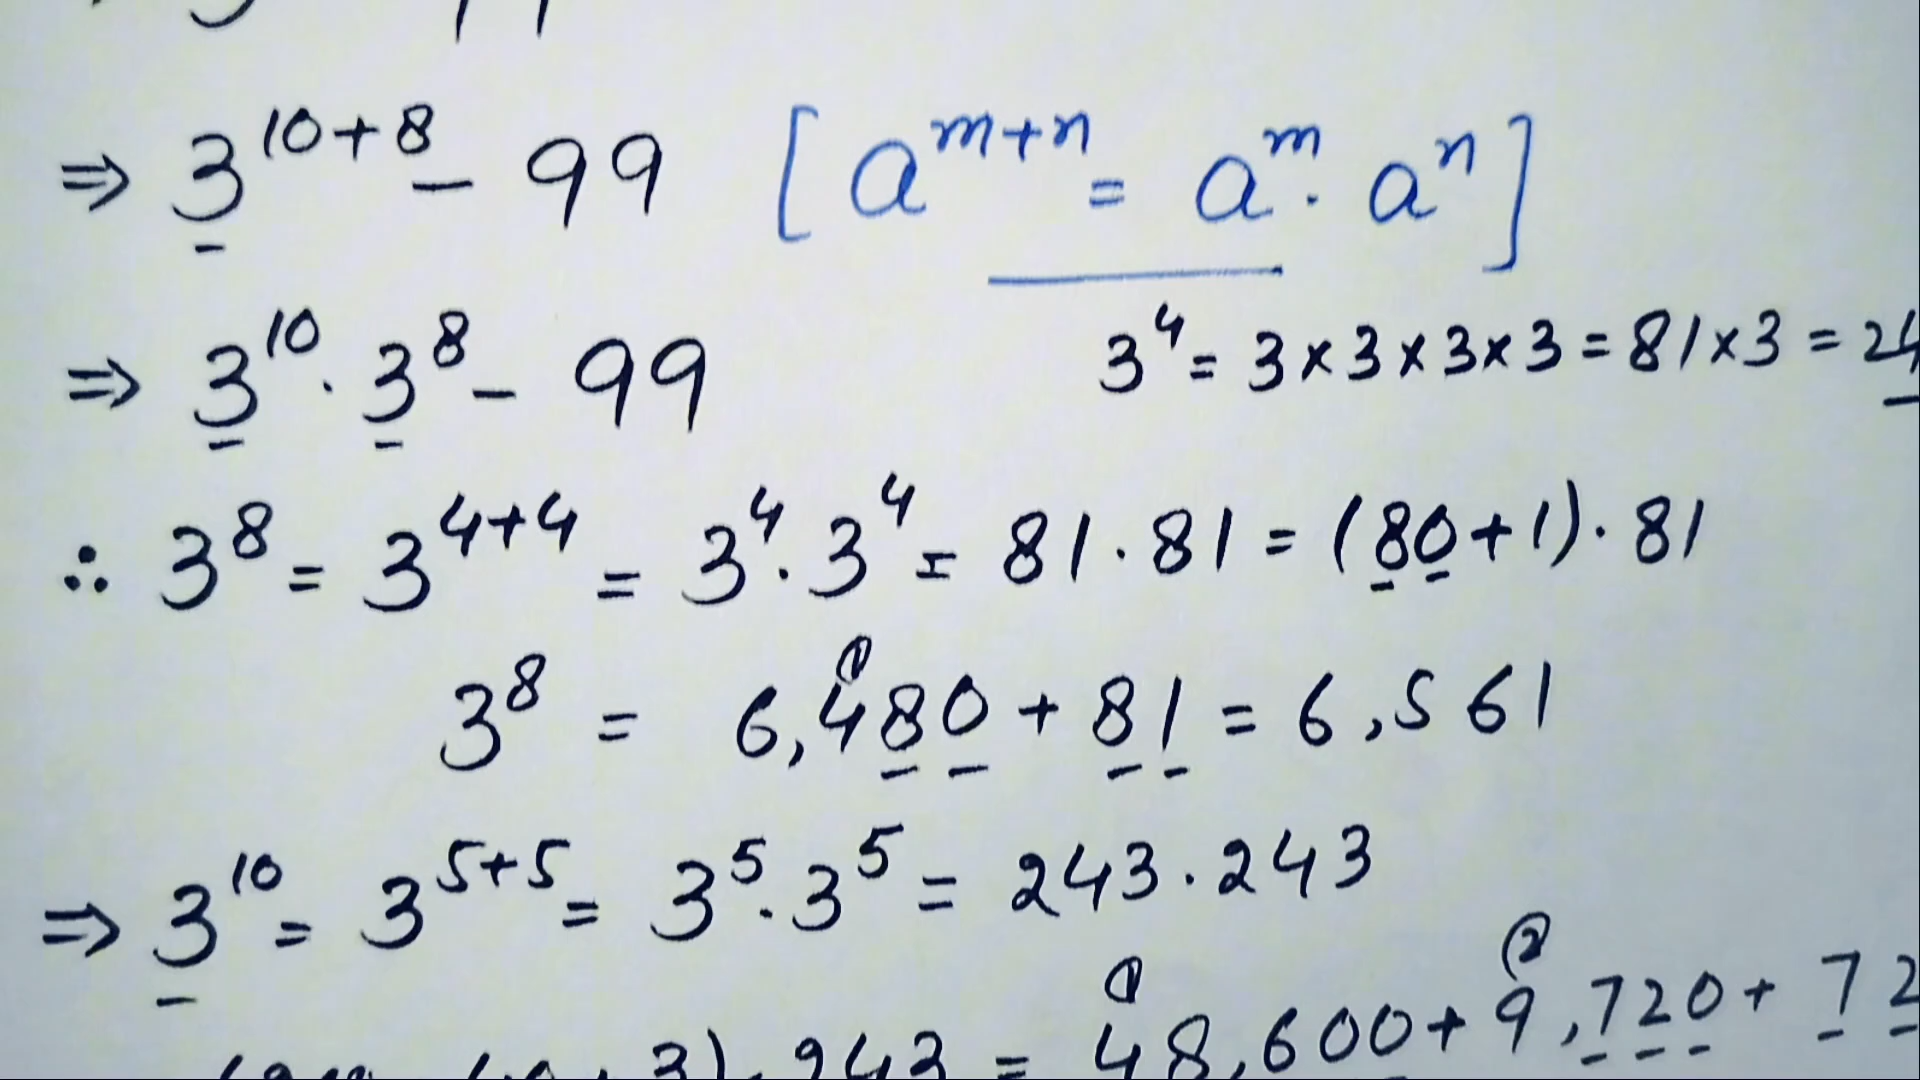 ⇒ 3^{10+8} - 99 [a^{m+n} = a^m · a^n]
⇒ 3^{10} · 3^8 - 99
3^4 = 3 × 3 × 3 × 3 = 81 × 3 = 24
∴ 3^8 = 3^{4+4} = 3^4 · 3^4 = 81 · 81 = (80+1) · 81
3^8 = 6,480 + 81 = 6,561
⇒ 3^{10} = 3^{5+5} = 3^5 · 3^5 = 243 · 243
3) · 243 = 48,600 + 9,720 + 72